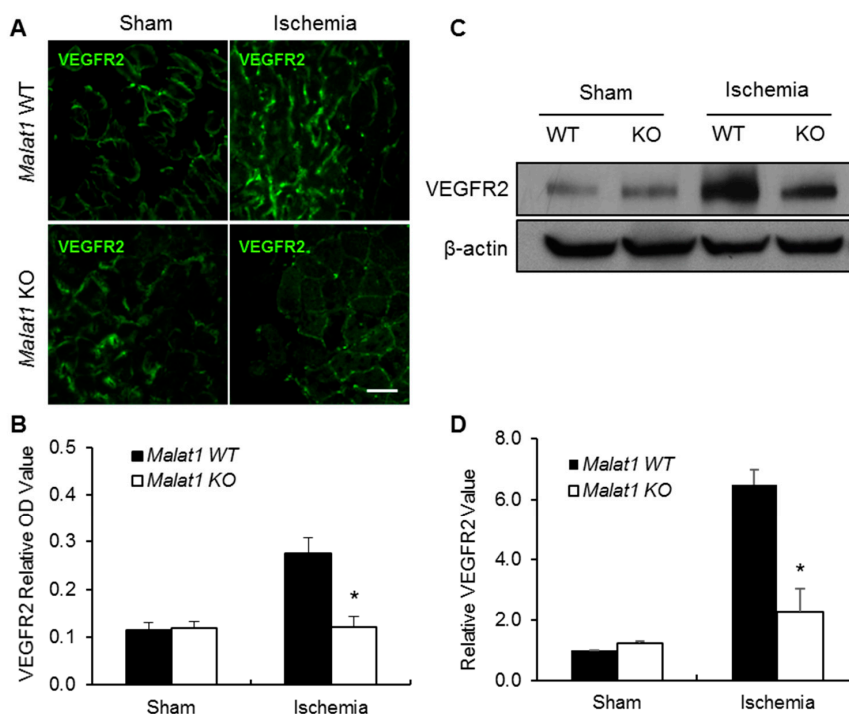 A
Sham
Ischemia
Malat1 WT
VEGFR2
VEGFR2
Malat1 KO
VEGFR2
VEGFR2
C
Sham
Ischemia
WT
KO
WT
KO
VEGFR2
β-actin
B
VEGFR2 Relative OD Value
0.5
0.4
0.3
0.2
0.1
0.0
Malat1 WT
Malat1 KO
*
Sham
Ischemia
D
Relative VEGFR2 Value
8.0
6.0
4.0
2.0
0.0
Malat1 WT
Malat1 KO
*
Sham
Ischemia